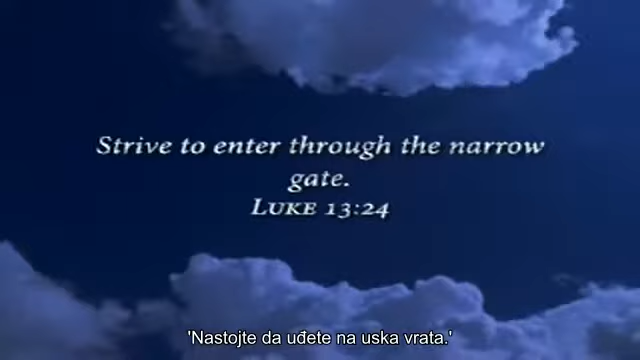 Strive to enter through the narrow
gate.
LUKE 13:24
'Nastojte da uđete na uska vrata.'